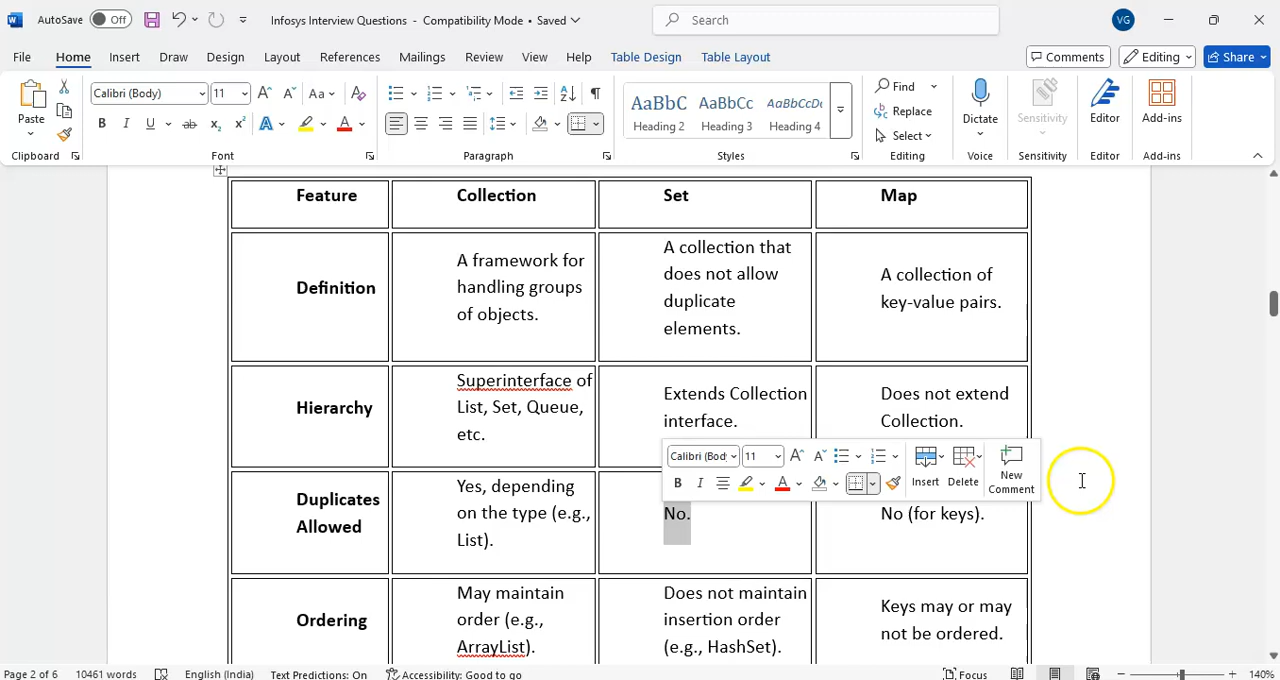 AutoSave Off Infosys Interview Questions - Compatibility Mode • Saved Search VG
File Home Insert Draw Design Layout References Mailings Review View Help Table Design Table Layout Comments Editing Share
Paste Calibri (Body) 11 Aa AaBbC AaBbCc AaBbCcDc Find Replace Select Dictate Sensitivity Editor Add-ins
Heading 2 Heading 3 Heading 4
Clipboard Font Paragraph Styles Editing Voice Sensitivity Editor Add-ins
Feature Collection Set Map
Definition
A framework for
handling groups
of objects.
A collection that
does not allow
duplicate
elements.
A collection of
key-value pairs.
Hierarchy
Superinterface of
List, Set, Queue,
etc.
Extends Collection
interface.
Does not extend
Collection.
Calibri (Bod 11 Insert Delete New
Comment
Duplicates
Allowed
Yes, depending
on the type (e.g.,
List).
No.
No (for keys).
Ordering
May maintain
order (e.g.,
ArrayList).
Does not maintain
insertion order
(e.g., HashSet).
Keys may or may
not be ordered.
Page 2 of 6 10461 words English (India) Text Predictions: On Accessibility: Good to go Focus 140%